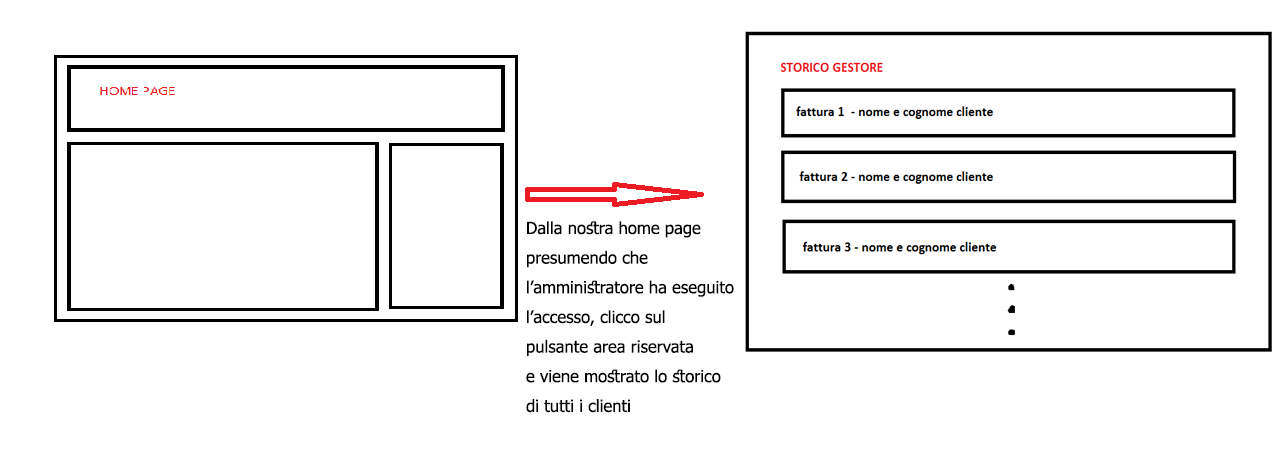 HOME PAGE
Dalla nostra home page
presumendo che
l'amministratore ha eseguito
l'accesso, clicco sul
pulsante area riservata
e viene mostrato lo storico
di tutti i clienti
STORICO GESTORE
fattura 1 - nome e cognome cliente
fattura 2 - nome e cognome cliente
fattura 3 - nome e cognome cliente